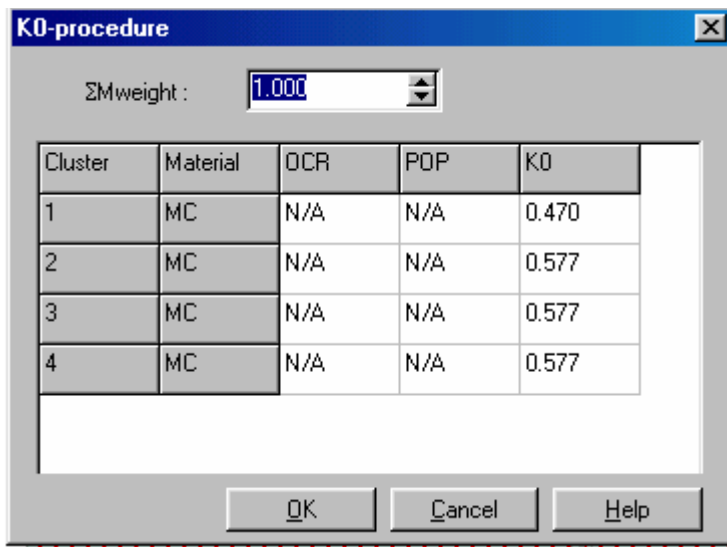 K0-procedure
ΣMweight : 1.000
Cluster Material OCR POP K0
1 MC N/A N/A 0.470
2 MC N/A N/A 0.577
3 MC N/A N/A 0.577
4 MC N/A N/A 0.577
OK Cancel Help